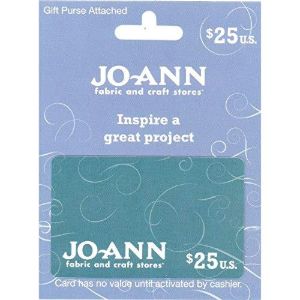 Gift Purse Attached
$25 U.S.
JO-ANN
fabric and craft stores®
Inspire a
great project
JO-ANN
fabric and craft stores®
$25 U.S.
Card has no value until activated by cashier.